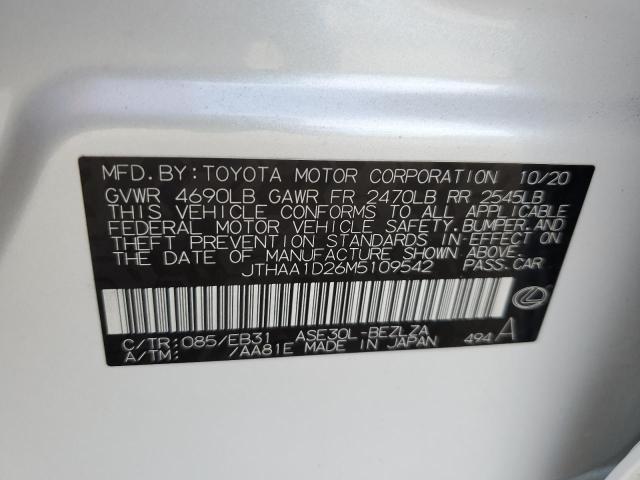 MFD. BY: TOYOTA MOTOR CORPORATION 10/20
GVWR 4690LB GAWR FR 2470LB RR 2545LB
THIS VEHICLE CONFORMS TO ALL APPLICABLE
FEDERAL MOTOR VEHICLE SAFETY, BUMPER, AND
THEFT PREVENTION STANDARDS IN EFFECT ON
THE DATE OF MANUFACTURE SHOWN ABOVE.
JTHAA1D26M5109542 PASS. CAR
C/TR: 085/EB31 ASE30L-BEZLZA
A/TM: /AA81E MADE IN JAPAN 494 A